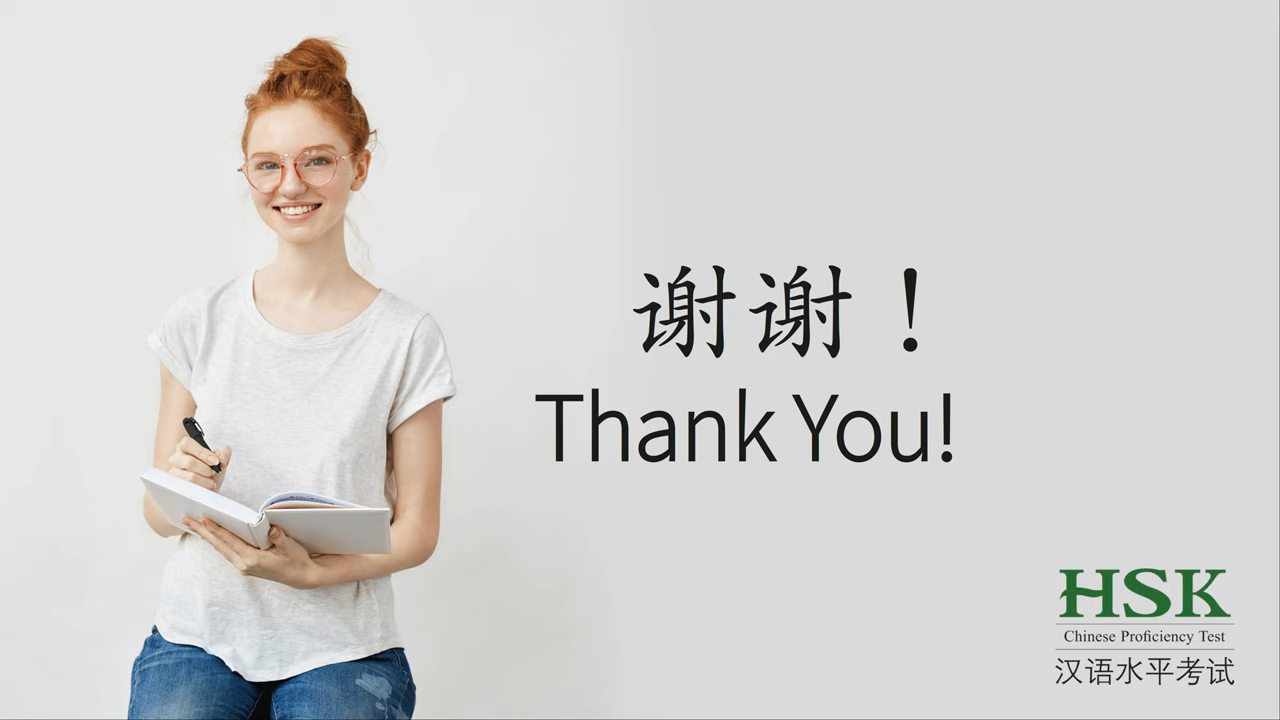 谢谢！
Thank You!
HSK
Chinese Proficiency Test
汉语水平考试